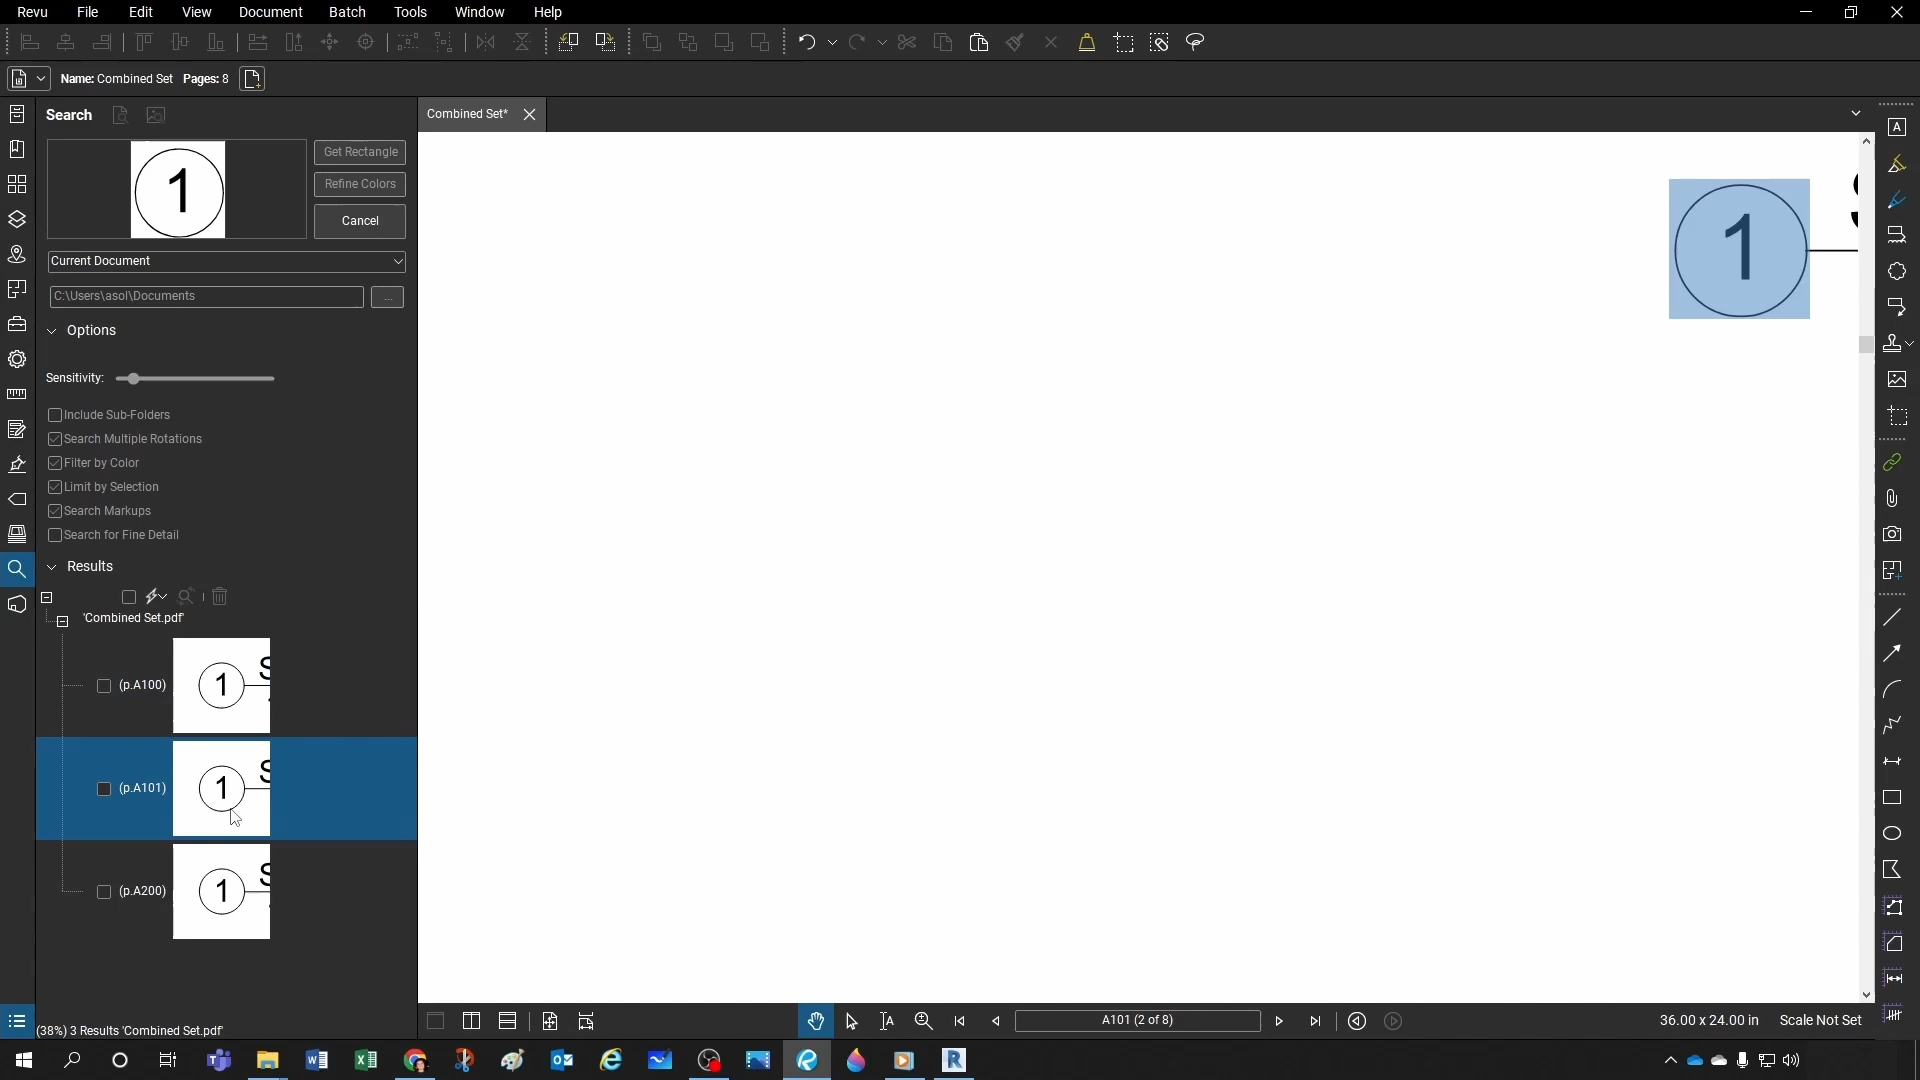 Revu File Edit View Document Batch Tools Window Help
Name: Combined Set Pages: 8
Search
Combined Set*
1
Get Rectangle
Refine Colors
Cancel
Current Document
C:\Users\asol\Documents
...
Options
Sensitivity:
Include Sub-Folders
Search Multiple Rotations
Filter by Color
Limit by Selection
Search Markups
Search for Fine Detail
Results
'Combined Set.pdf'
(p.A100) 1 S
(p.A101) 1 S
(p.A200) 1 S
1 S
(38%) 3 Results 'Combined Set.pdf'
A101 (2 of 8)
36.00 x 24.00 in Scale Not Set